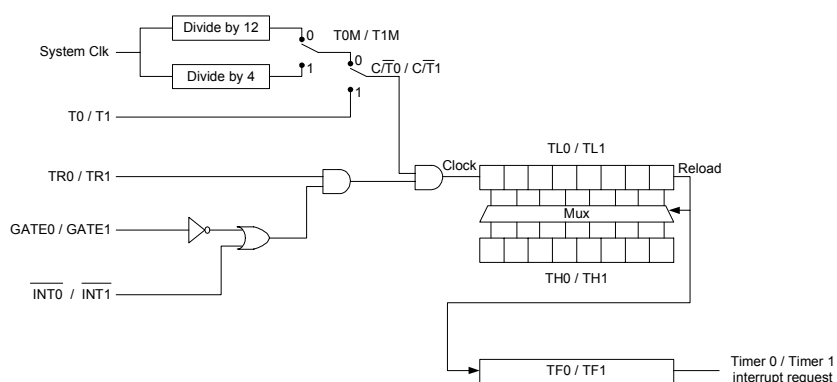 Divide by 12
0
T0M / T1M
System Clk
0
C/T̅0̅ / C/T̅1̅
1
Divide by 4
1
T0 / T1
TL0 / TL1
Clock
Reload
TR0 / TR1
Mux
GATE0 / GATE1
TH0 / TH1
I̅N̅T̅0̅ / I̅N̅T̅1̅
TF0 / TF1
Timer 0 / Timer 1
interrupt request